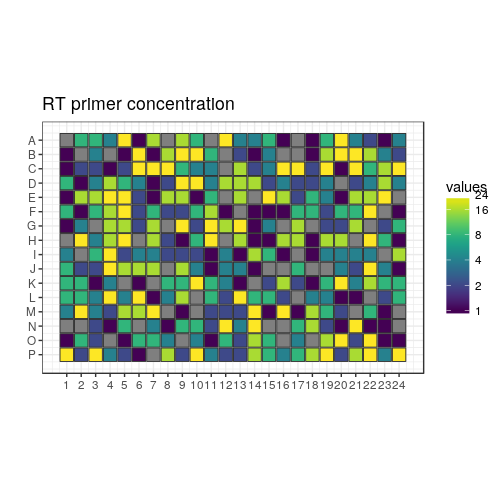 RT primer concentration
A
B
C
D
E
F
G
H
I
J
K
L
M
N
O
P
1 2 3 4 5 6 7 8 9 10 11 12 13 14 15 16 17 18 19 20 21 22 23 24
values
24
16
8
4
2
1